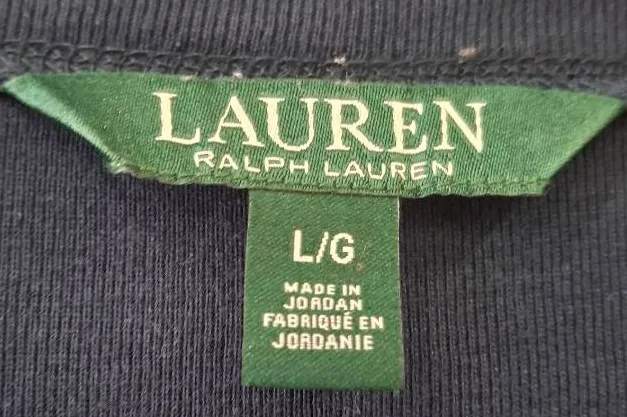 LAUREN
RALPH LAUREN
L/G
MADE IN
JORDAN
FABRIQUÉ EN
JORDANIE